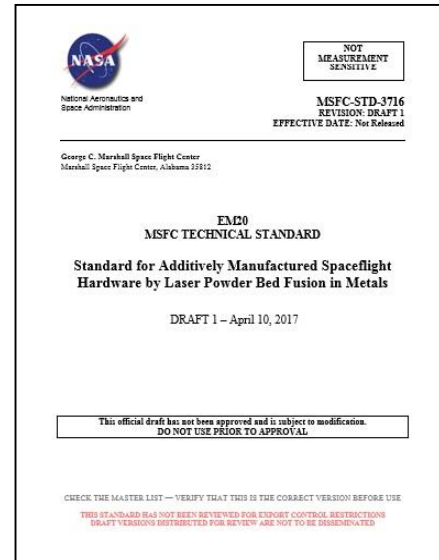 NASA
NOT
MEASUREMENT
SENSITIVE
National Aeronautics and
Space Administration
MSFC-STD-3716
REVISION: DRAFT 1
EFFECTIVE DATE: Not Released
George C. Marshall Space Flight Center
Marshall Space Flight Center, Alabama 35812
EM20
MSFC TECHNICAL STANDARD
Standard for Additively Manufactured Spaceflight
Hardware by Laser Powder Bed Fusion in Metals
DRAFT 1 – April 10, 2017
This official draft has not been approved and is subject to modification.
DO NOT USE PRIOR TO APPROVAL
CHECK THE MASTER LIST — VERIFY THAT THIS IS THE CORRECT VERSION BEFORE USE
THIS STANDARD HAS NOT BEEN REVIEWED FOR EXPORT CONTROL RESTRICTIONS
DRAFT VERSIONS DISTRIBUTED FOR REVIEW ARE NOT TO BE DISSEMINATED